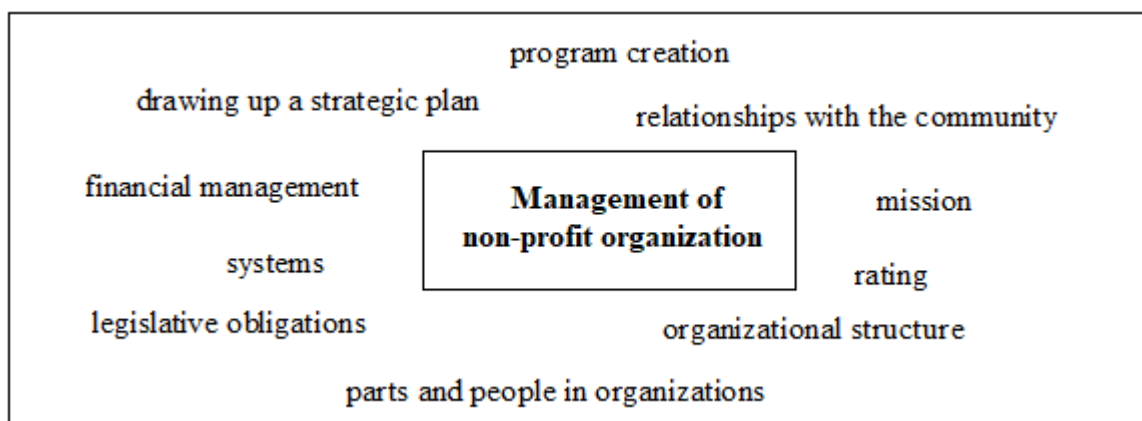 program creation
drawing up a strategic plan
relationships with the community
financial management
Management of
non-profit organization
mission
systems
rating
legislative obligations
organizational structure
parts and people in organizations